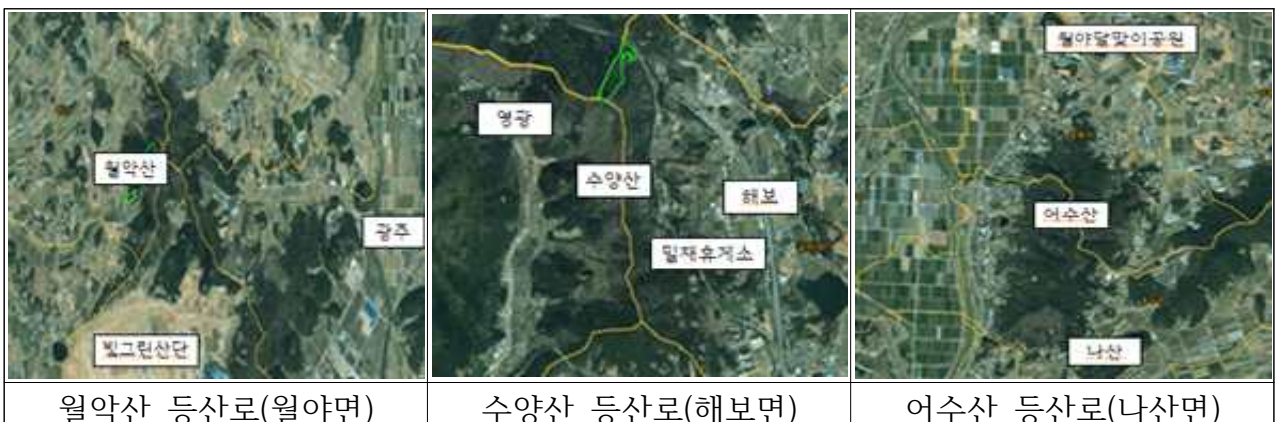 월악산
광주
빛그린산단
영광
수양산
해보
밀재휴게소
월야달맞이공원
어수산
나산
월악산 등산로(월야면)
수양산 등산로(해보면)
어수산 등산로(나산면)